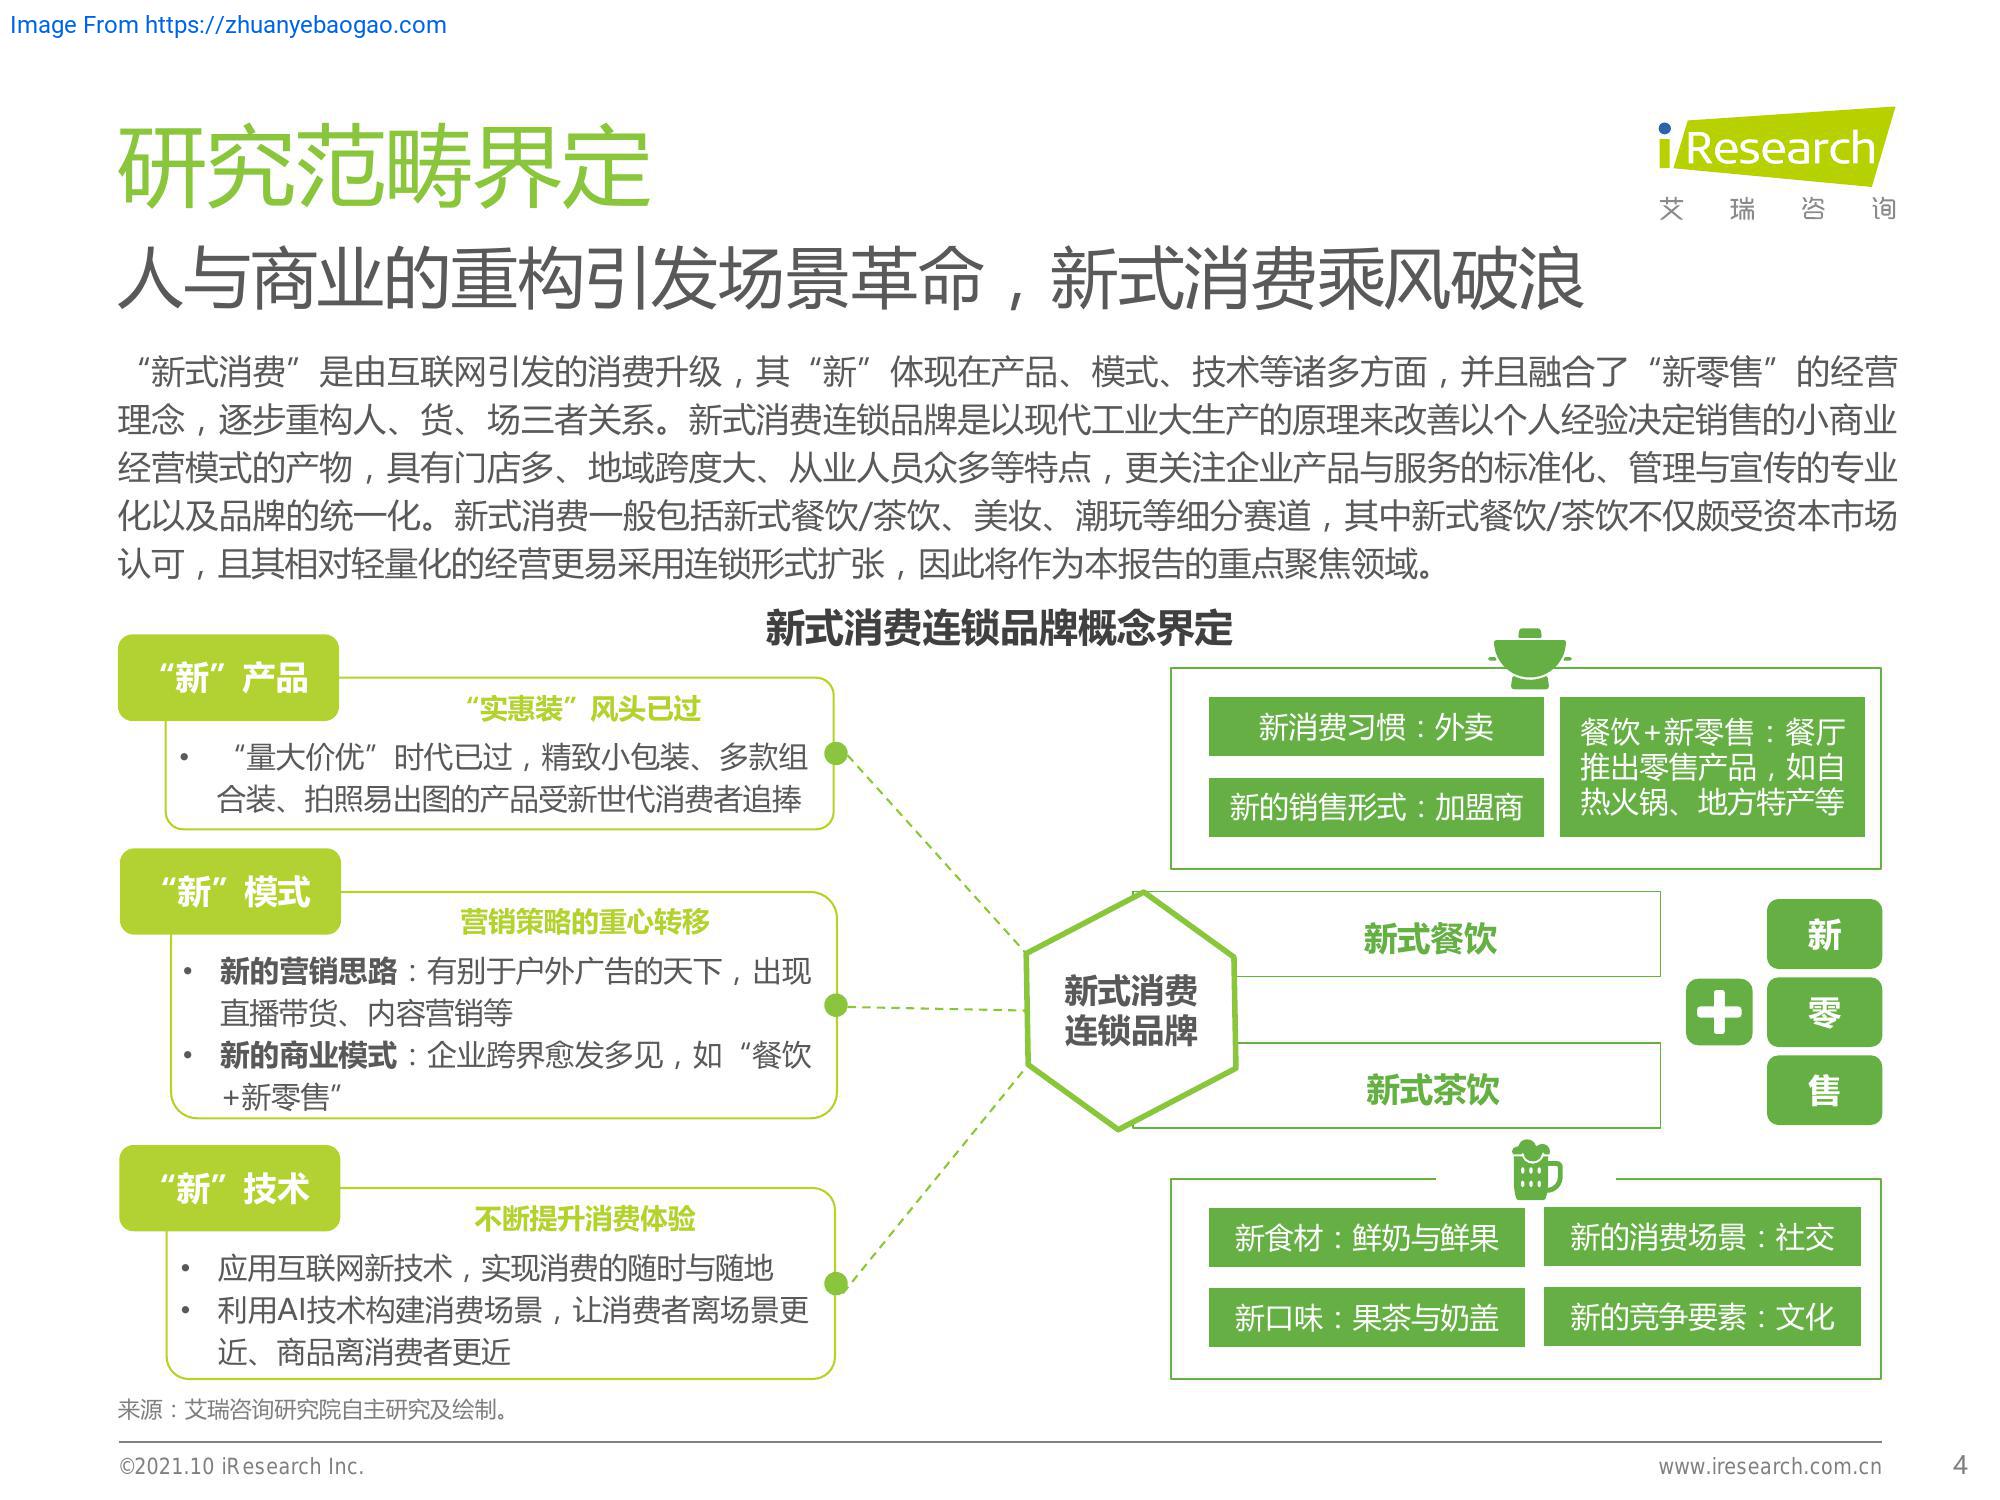 Image From https://zhuanyebaogao.com
研究范畴界定
iResearch
艾瑞咨询
人与商业的重构引发场景革命，新式消费乘风破浪
“新式消费”是由互联网引发的消费升级，其“新”体现在产品、模式、技术等诸多方面，并且融合了“新零售”的经营
理念，逐步重构人、货、场三者关系。新式消费连锁品牌是以现代工业大生产的原理来改善以个人经验决定销售的小商业
经营模式的产物，具有门店多、地域跨度大、从业人员众多等特点，更关注企业产品与服务的标准化、管理与宣传的专业
化以及品牌的统一化。新式消费一般包括新式餐饮/茶饮、美妆、潮玩等细分赛道，其中新式餐饮/茶饮不仅颇受资本市场
认可，且其相对轻量化的经营更易采用连锁形式扩张，因此将作为本报告的重点聚焦领域。
新式消费连锁品牌概念界定
“新”产品
“实惠装”风头已过
• “量大价优”时代已过，精致小包装、多款组
合装、拍照易出图的产品受新世代消费者追捧
“新”模式
营销策略的重心转移
• 新的营销思路：有别于户外广告的天下，出现
直播带货、内容营销等
• 新的商业模式：企业跨界愈发多见，如“餐饮
+新零售”
“新”技术
不断提升消费体验
• 应用互联网新技术，实现消费的随时与随地
• 利用AI技术构建消费场景，让消费者离场景更
近、商品离消费者更近
新式消费
连锁品牌
新消费习惯：外卖
新的销售形式：加盟商
餐饮+新零售：餐厅
推出零售产品，如自
热火锅、地方特产等
新式餐饮
新式茶饮
新
零
售
新食材：鲜奶与鲜果
新的消费场景：社交
新口味：果茶与奶盖
新的竞争要素：文化
来源：艾瑞咨询研究院自主研究及绘制。
©2021.10 iResearch Inc.
www.iresearch.com.cn
4